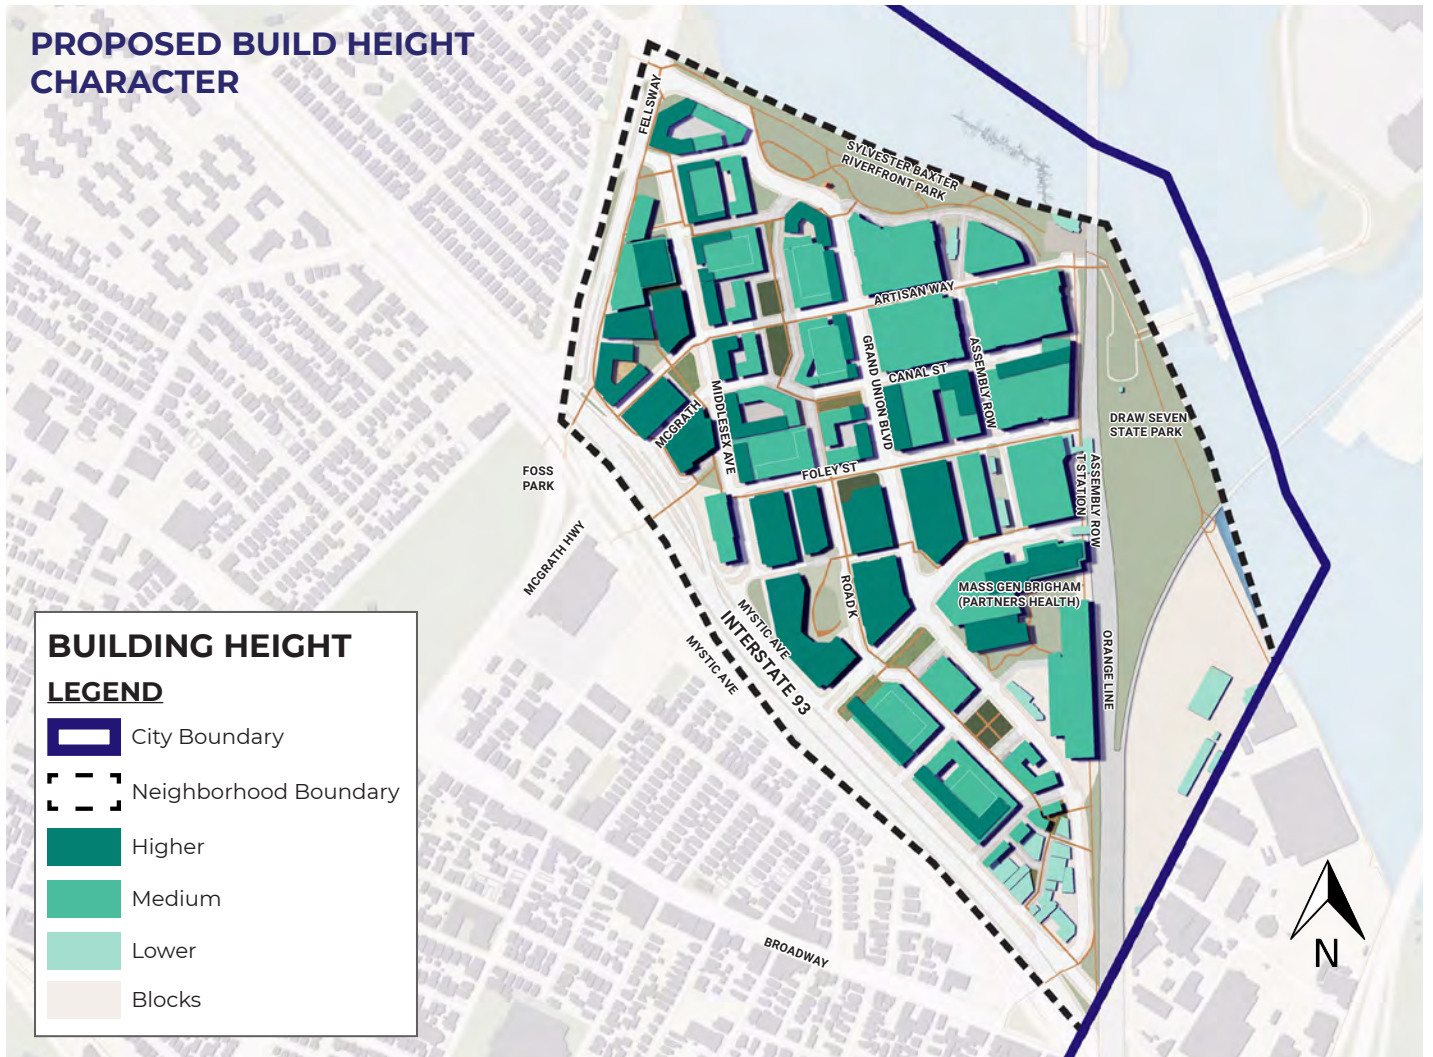 PROPOSED BUILD HEIGHT
CHARACTER
FELLSWAY
SYLVESTER BAXTER
RIVERFRONT PARK
ARTISAN WAY
GRAND UNION BLVD
CANAL ST
ASSEMBLY ROW
MIDDLESEX AVE
MCGRATH
FOLEY ST
DRAW SEVEN
STATE PARK
ASSEMBLY ROW
T STATION
FOSS
PARK
MCGRATH HWY
ROAD K
MASS GEN BRIGHAM
(PARTNERS HEALTH)
MYSTIC AVE
INTERSTATE 93
MYSTIC AVE
ORANGE LINE
BROADWAY
BUILDING HEIGHT
LEGEND
City Boundary
Neighborhood Boundary
Higher
Medium
Lower
Blocks
N